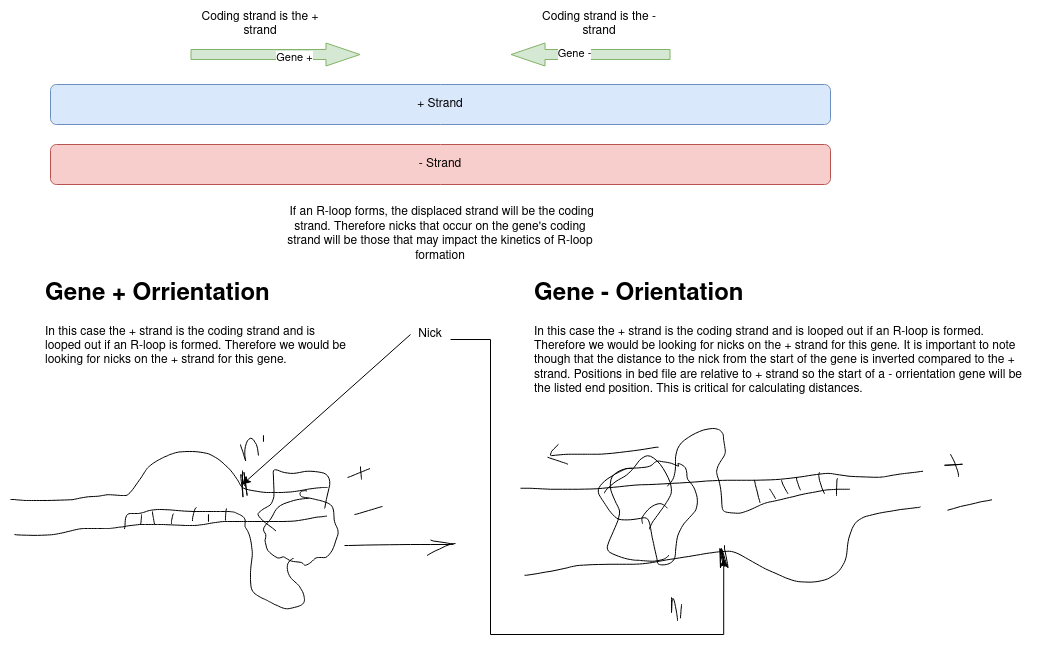 Coding strand is the +
strand
Coding strand is the -
strand
Gene +
Gene -
+ Strand
- Strand
If an R-loop forms, the displaced strand will be the coding
strand. Therefore nicks that occur on the gene's coding
strand will be those that may impact the kinetics of R-loop
formation
Gene + Orrientation
In this case the + strand is the coding strand and is
looped out if an R-loop is formed. Therefore we would be
looking for nicks on the + strand for this gene.
Nick
Gene - Orientation
In this case the + strand is the coding strand and is looped out if an R-loop is formed.
Therefore we would be looking for nicks on the + strand for this gene. It is important to note
though that the distance to the nick from the start of the gene is inverted compared to the +
strand. Positions in bed file are relative to + strand so the start of a - orrientation gene will be
the listed end position. This is critical for calculating distances.
N'
+
-
+
-
N